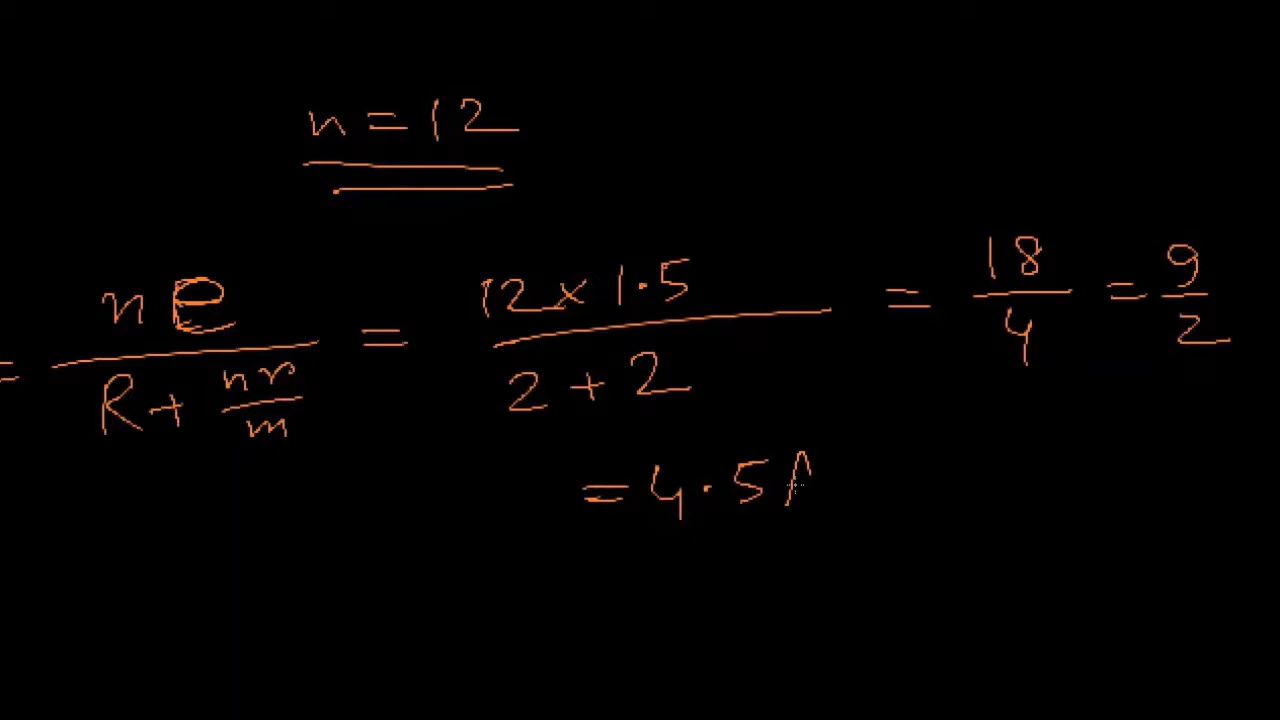 n = 12
= nE / (R + nr/m) = 12 x 1.5 / (2 + 2) = 18/4 = 9/2
= 4.5 A